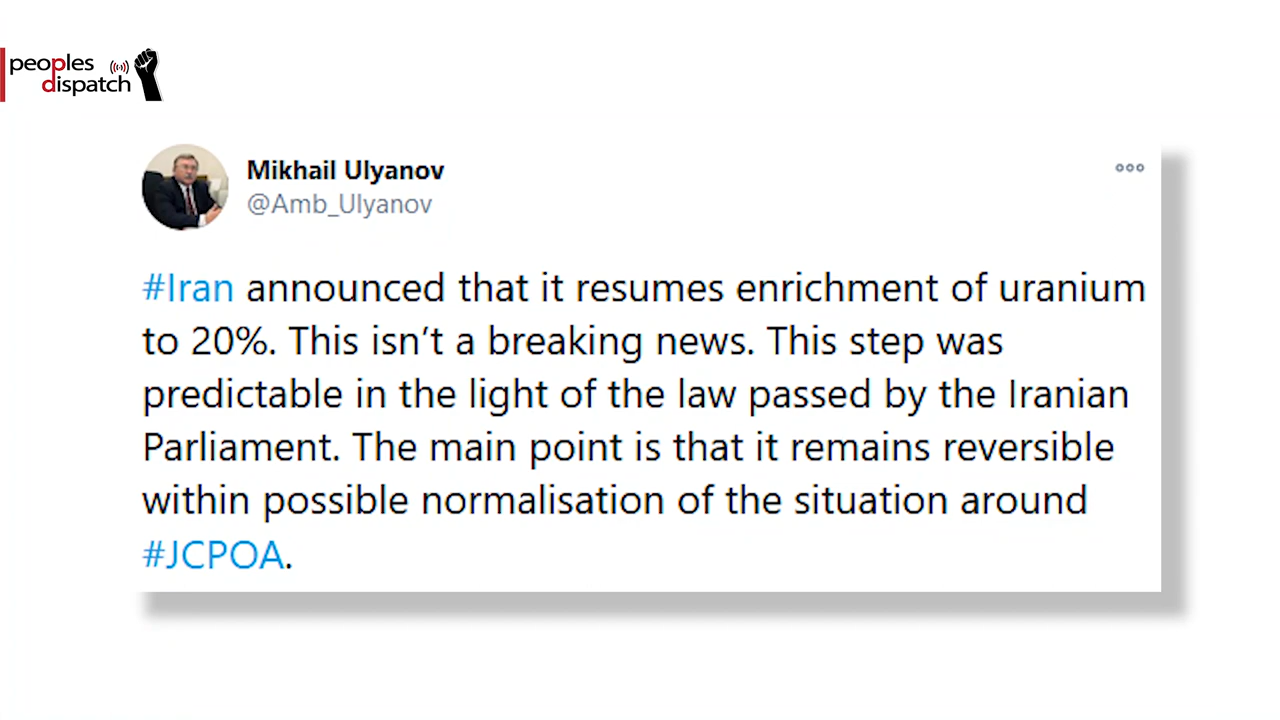 peoples
dispatch
Mikhail Ulyanov
@Amb_Ulyanov
#Iran announced that it resumes enrichment of uranium
to 20%. This isn’t a breaking news. This step was
predictable in the light of the law passed by the Iranian
Parliament. The main point is that it remains reversible
within possible normalisation of the situation around
#JCPOA.